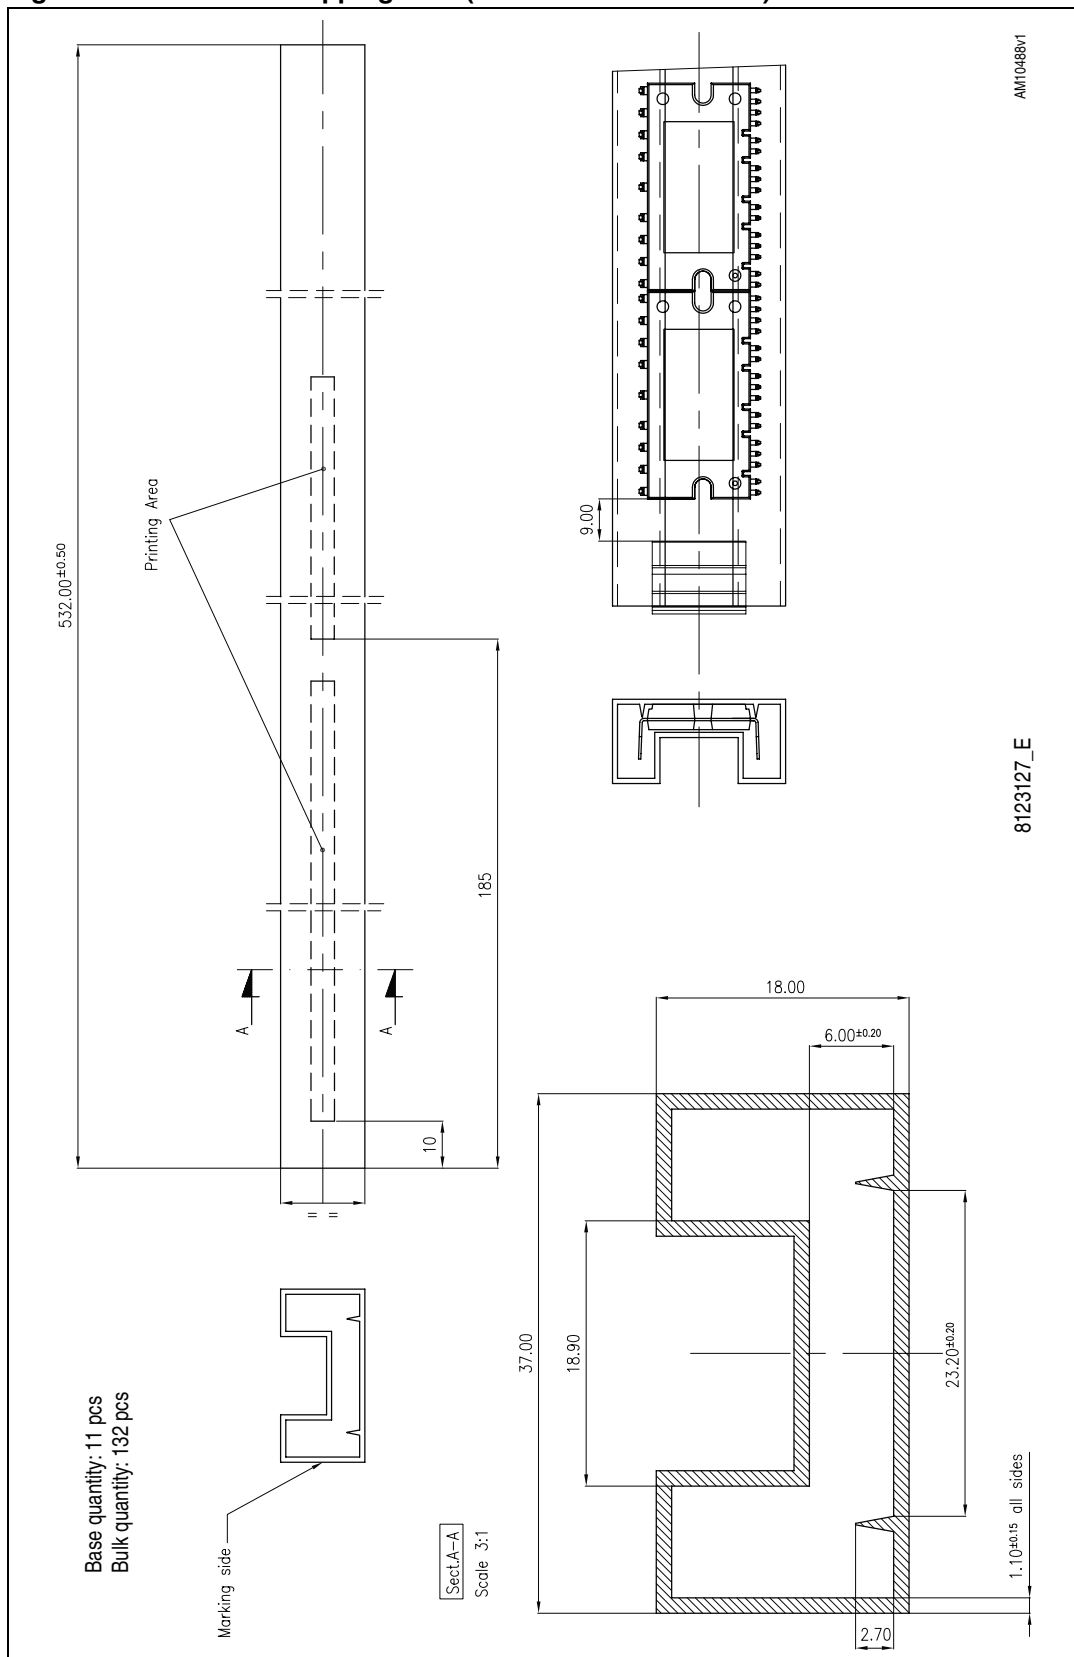 AM10488v1
532.00±0.50
Printing Area
9.00
185
A
A
10
= =
8123127_E
Base quantity: 11 pcs
Bulk quantity: 132 pcs
Marking side
Sect.A-A
Scale 3:1
18.00
6.00±0.20
37.00
18.90
23.20±0.20
1.10±0.15 all sides
2.70